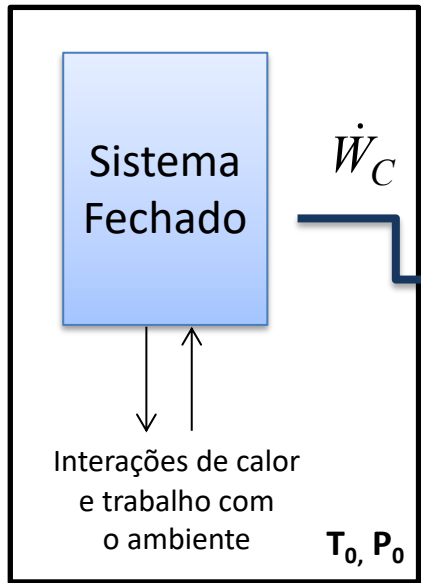 Sistema
Fechado
Ẇ_C
Interações de calor
e trabalho com
o ambiente
T₀, P₀